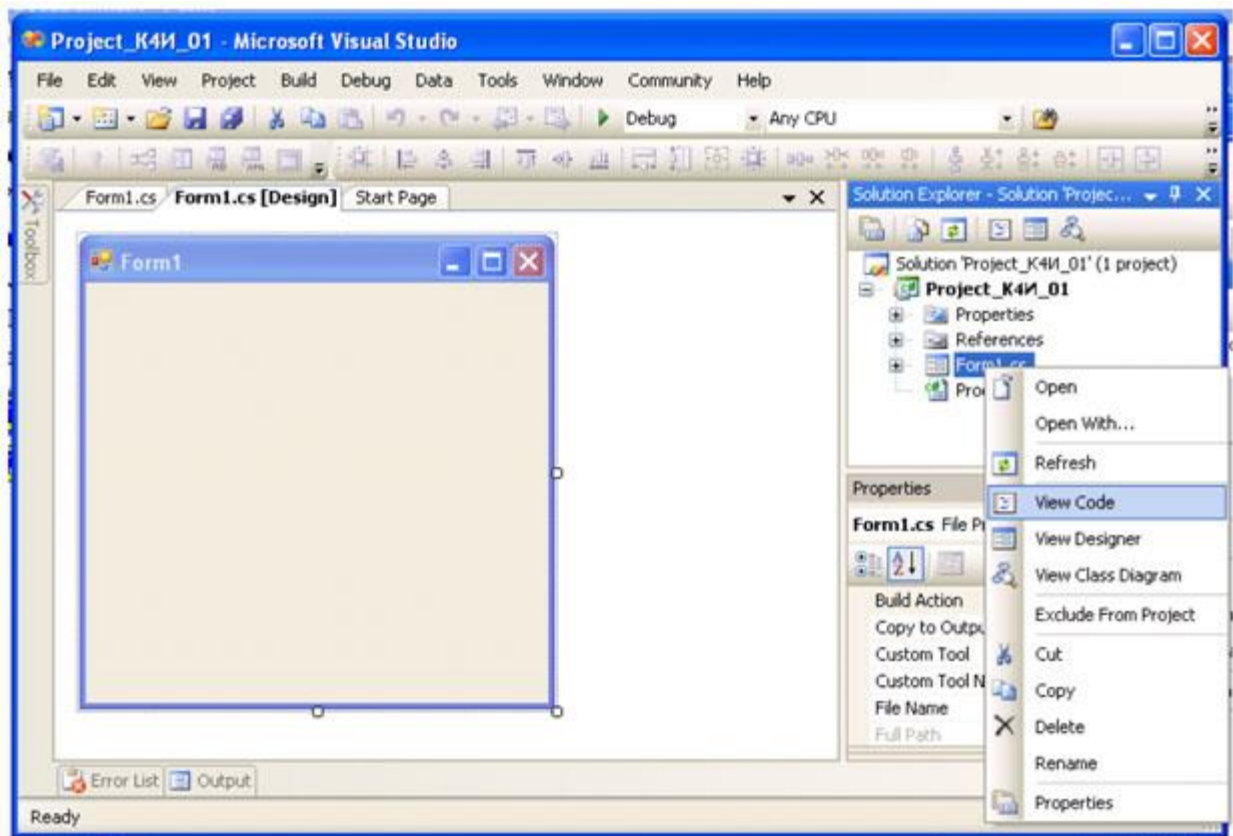 Project_К4И_01 - Microsoft Visual Studio
File Edit View Project Build Debug Data Tools Window Community Help
Debug Any CPU
Toolbox
Form1.cs Form1.cs [Design] Start Page
Form1
Solution Explorer - Solution 'Projec...
Solution 'Project_К4И_01' (1 project)
Project_К4И_01
Properties
References
Form1.cs
Open
Open With...
Refresh
View Code
View Designer
View Class Diagram
Exclude From Project
Cut
Copy
Delete
Rename
Properties
Properties
Form1.cs
Build Action
Copy to Outpu
Custom Tool
Custom Tool N
File Name
Full Path
Error List Output
Ready